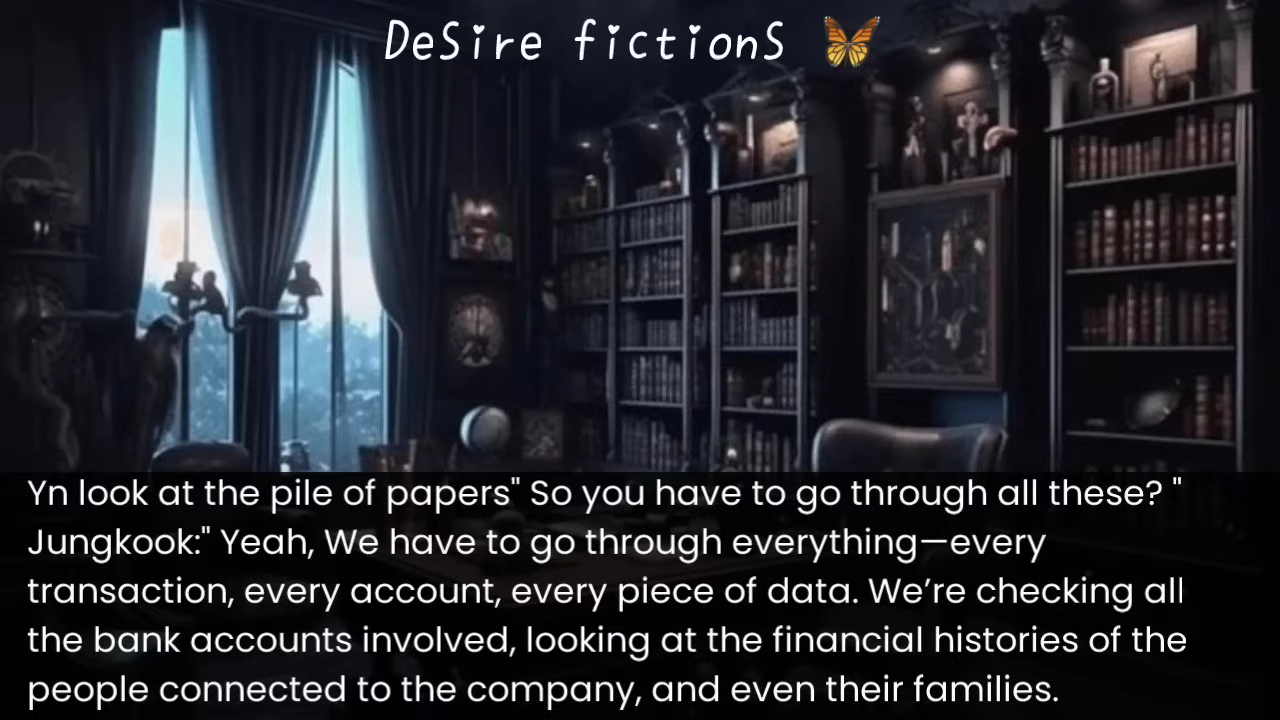 DeSire fictionS 🦋
Yn look at the pile of papers" So you have to go through all these? "
Jungkook:" Yeah, We have to go through everything—every
transaction, every account, every piece of data. We’re checking all
the bank accounts involved, looking at the financial histories of the
people connected to the company, and even their families.